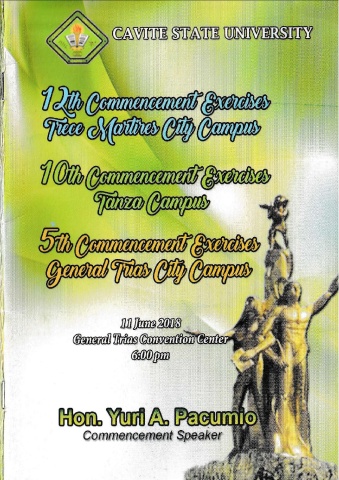 CAVITE STATE UNIVERSITY
12th Commencement Exercises
Trece Martires City Campus
10th Commencement Exercises
Tanza Campus
5th Commencement Exercises
General Trias City Campus
11 June 2018
General Trias Convention Center
6:00 pm
Hon. Yuri A. Pacumio
Commencement Speaker